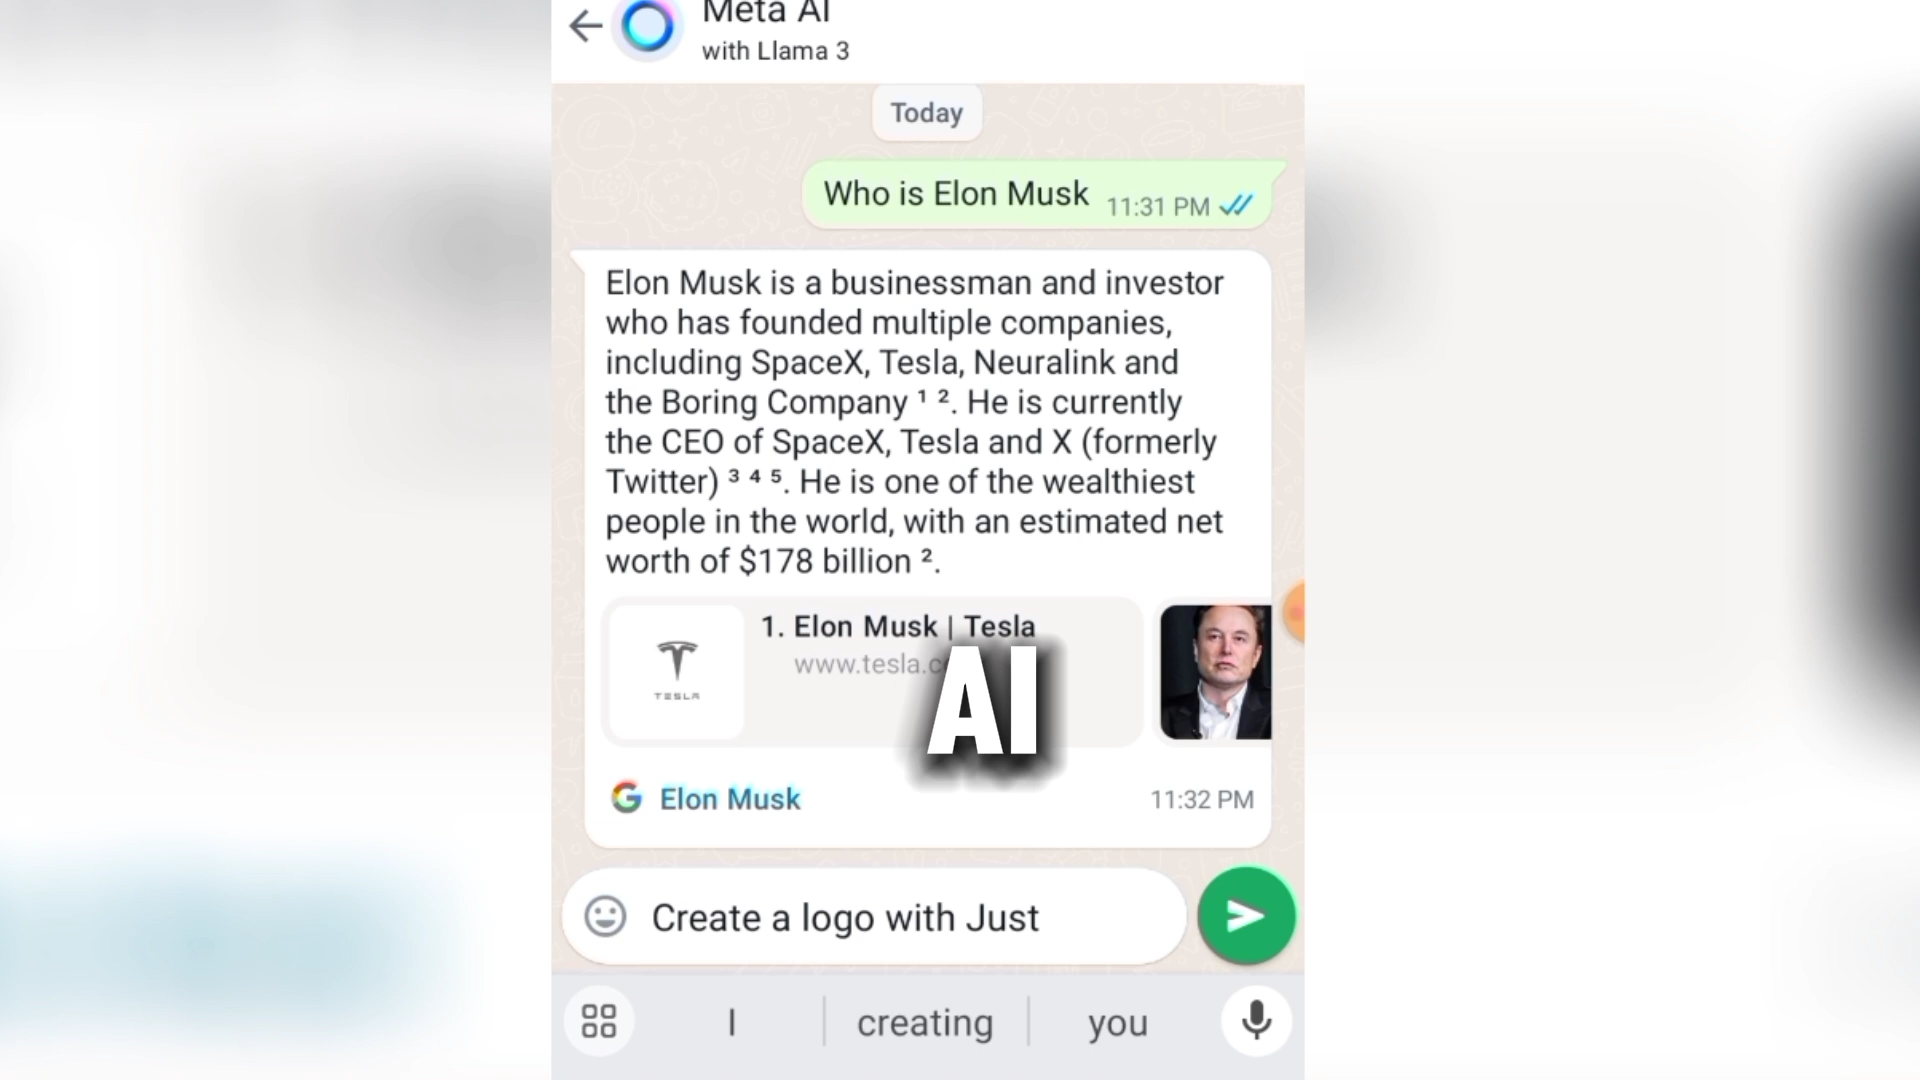 Meta AI
with Llama 3
Today
Who is Elon Musk 11:31 PM
Elon Musk is a businessman and investor
who has founded multiple companies,
including SpaceX, Tesla, Neuralink and
the Boring Company ¹ ². He is currently
the CEO of SpaceX, Tesla and X (formerly
Twitter) ³ ⁴ ⁵. He is one of the wealthiest
people in the world, with an estimated net
worth of $178 billion ².
TESLA
1. Elon Musk | Tesla
www.tesla.c
AI
Elon Musk
11:32 PM
Create a logo with Just
I creating you